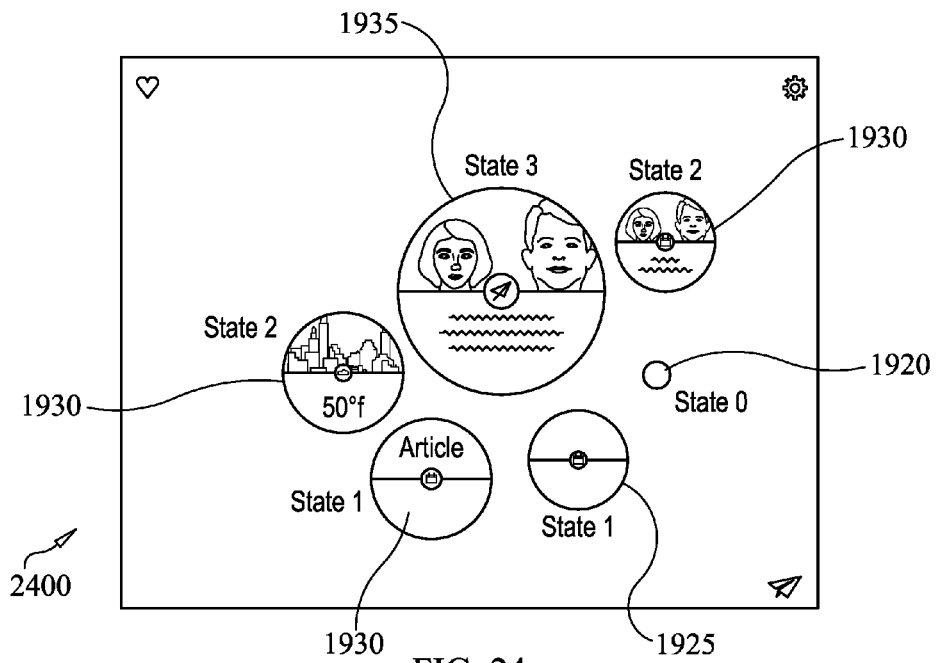 1935
State 3
State 2
1930
State 2
50°f
1930
1920
State 0
Article
State 1
State 1
2400
1930
1925
FIG. 24